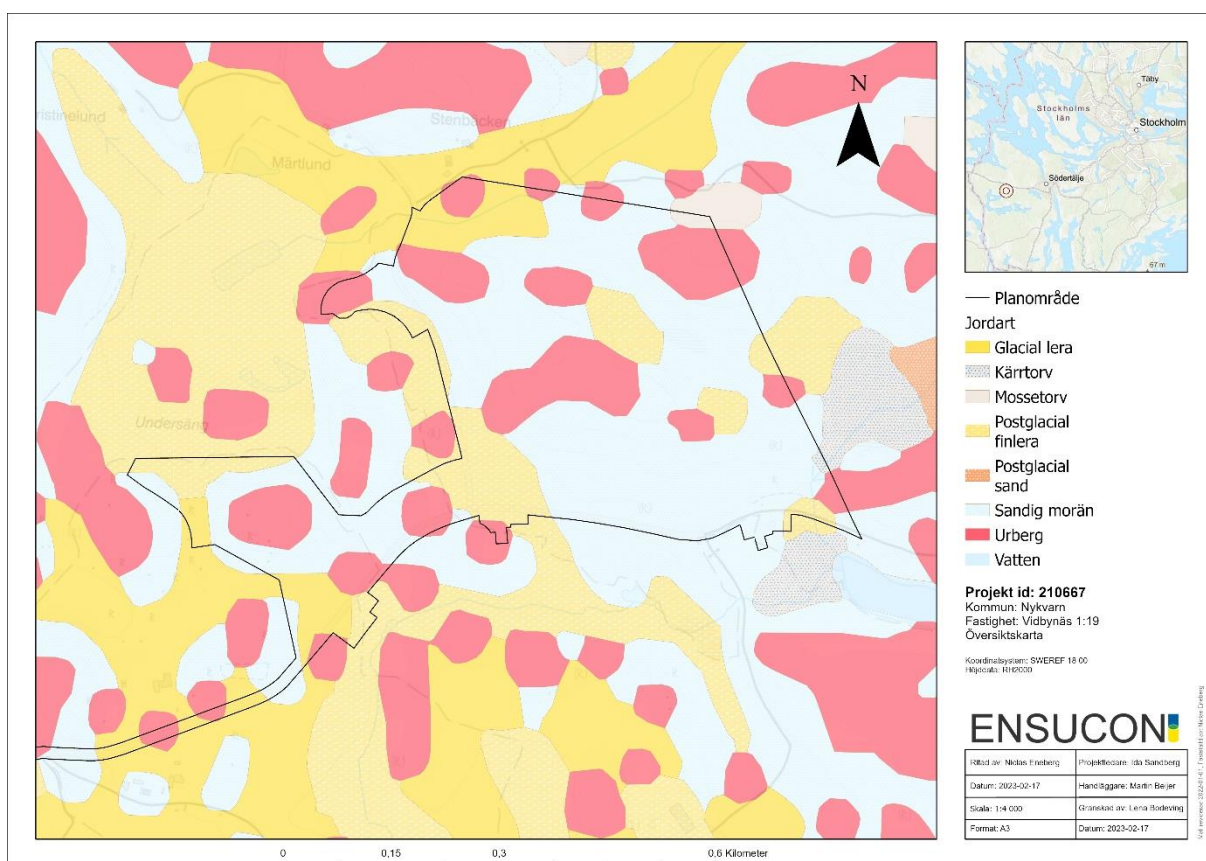 ristinelund
Stenbäcken
Märtlund
Undersäng
N
Täby
Stockholms
län
Stockholm
Södertälje
67 m
Planområde
Jordart
Glacial lera
Kärrtorv
Mossetorv
Postglacial
finlera
Postglacial
sand
Sandig morän
Urberg
Vatten
Projekt id: 210667
Kommun: Nykvarn
Fastighet: Vidbynäs 1:19
Översiktskarta
Koordinatsystem: SWEREF 18 00
Höjddata: RH2000
ENSUCON
Ritad av: Niclas Eneberg
Projektledare: Ida Sandberg
Datum: 2023-02-17
Handläggare: Martin Beijer
Skala: 1:4 000
Granskad av: Lena Bodeving
Format: A3
Datum: 2023-02-17
0 0,15 0,3 0,6 Kilometer